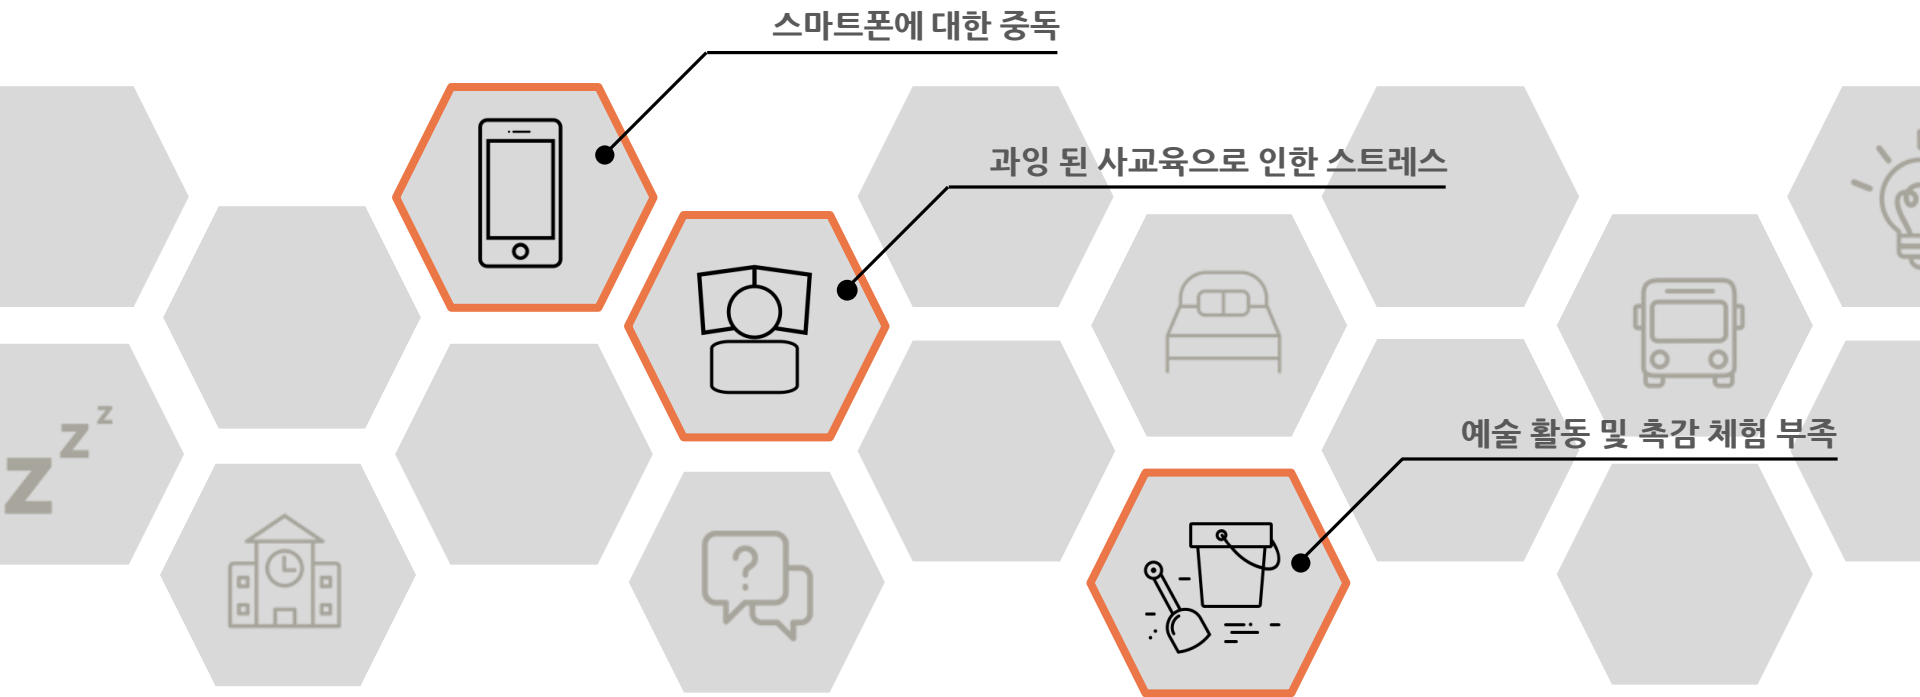 스마트폰에 대한 중독
과잉 된 사교육으로 인한 스트레스
예술 활동 및 촉감 체험 부족
z
z
z
?